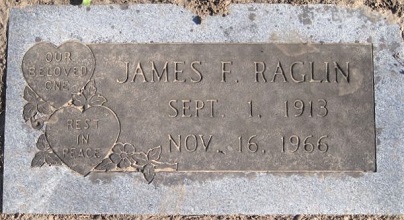 OUR
BELOVED
ONE
REST
IN
PEACE
JAMES F. RAGLIN
SEPT. 1, 1913
NOV. 16, 1966